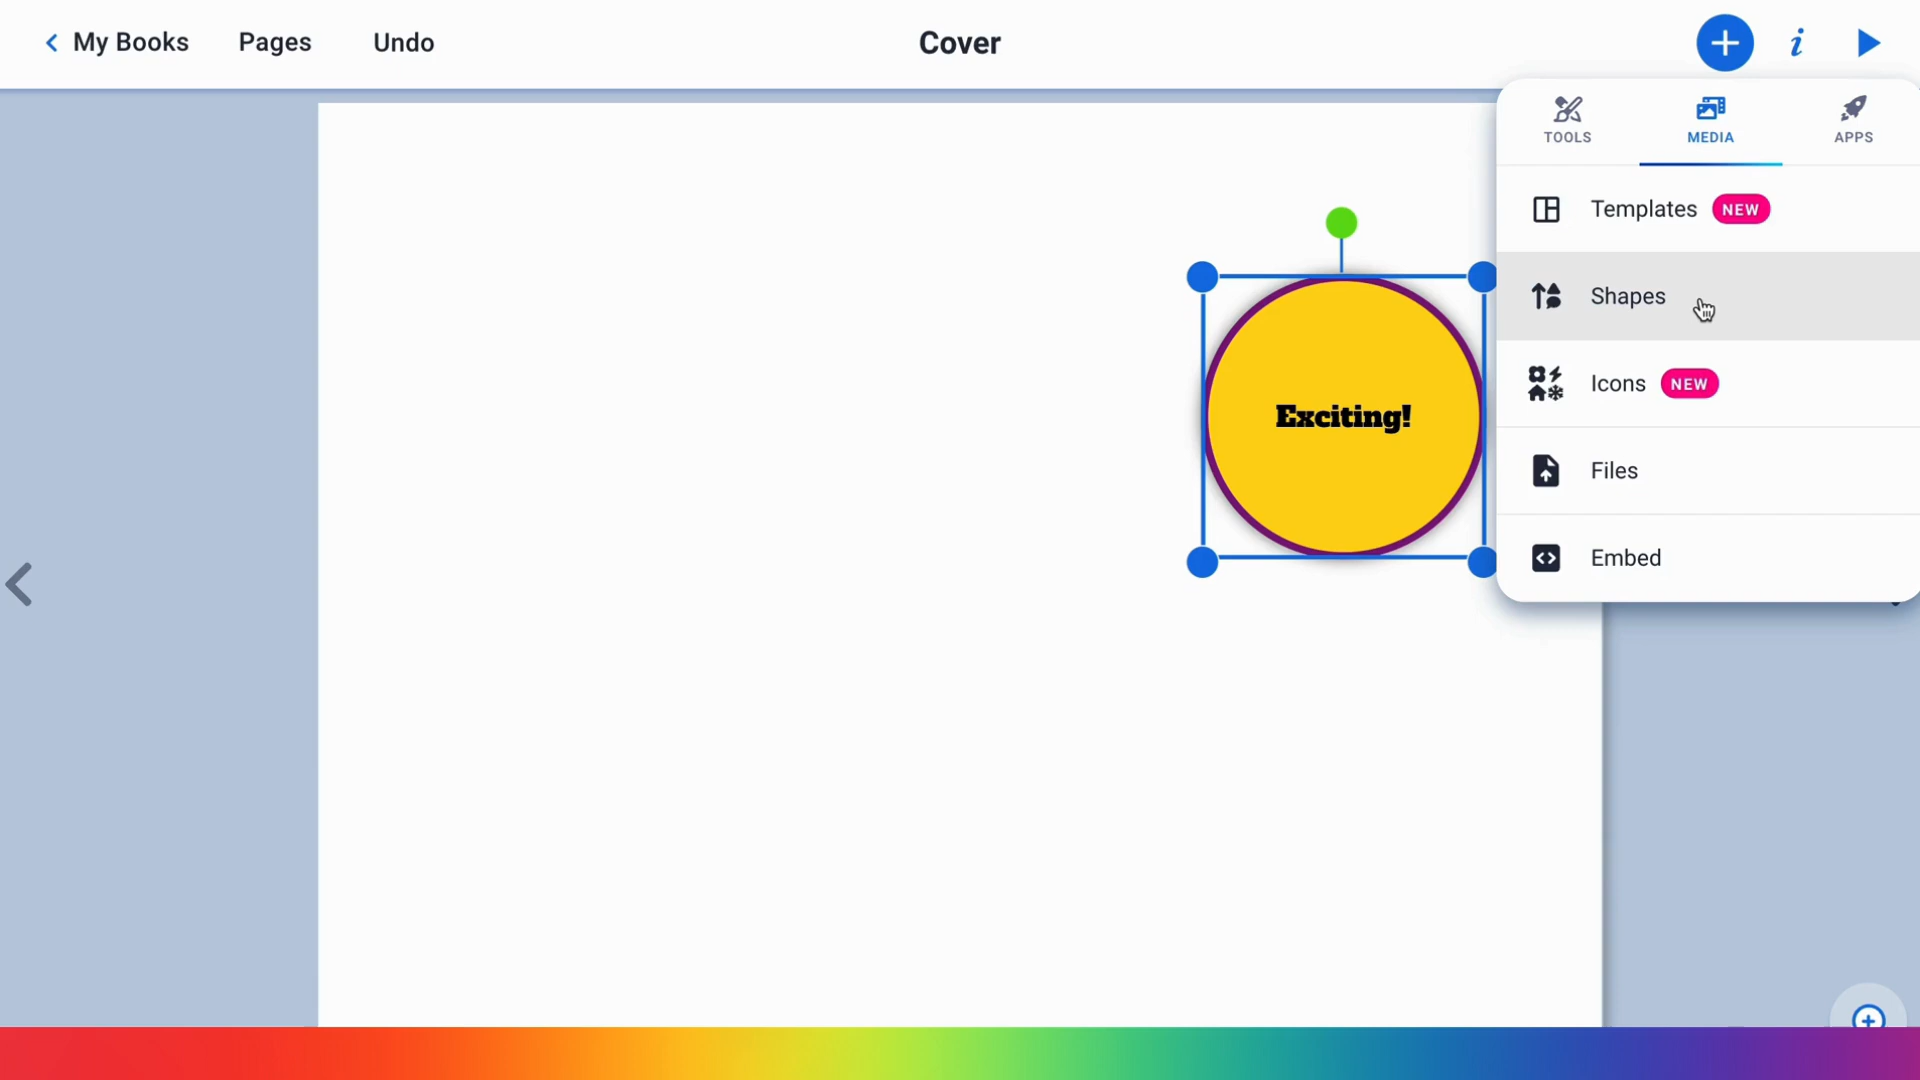 My Books
Pages
Undo
Cover
TOOLS
MEDIA
APPS
Templates NEW
Shapes
Icons NEW
Files
Embed
Exciting!